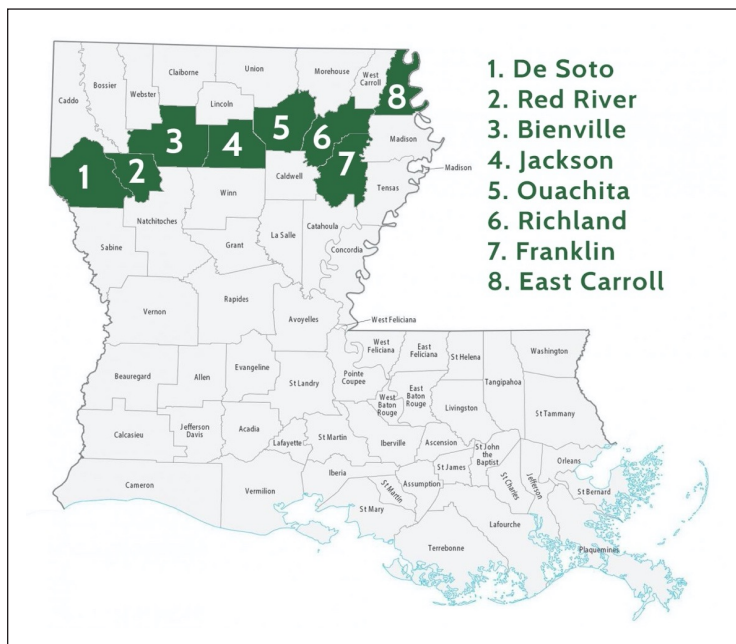 Claiborne
Union
Morehouse
West
Carroll
Caddo
Bossier
Webster
Lincoln
8
3
4
5
6
7
1
2
Madison
Madison
Caldwell
Winn
Tensas
Natchitoches
Sabine
Grant
La Salle
Catahoula
Concordia
Vernon
Rapides
Avoyelles
West Feliciana
West
Feliciana
East
Feliciana
St Helena
Washington
Tangipahoa
Beauregard
Allen
Evangeline
St Landry
Pointe
Coupee
West
Baton
Rouge
East
Baton
Rouge
Livingston
St Tammany
Calcasieu
Jefferson
Davis
Acadia
Lafayette
St Martin
Iberville
Ascension
St John
the
Baptist
Orleans
Cameron
Vermilion
Iberia
St Martin
Assumption
St James
St Charles
Jefferson
St Bernard
St Mary
Lafourche
Terrebonne
Plaquemines
1. De Soto
2. Red River
3. Bienville
4. Jackson
5. Ouachita
6. Richland
7. Franklin
8. East Carroll